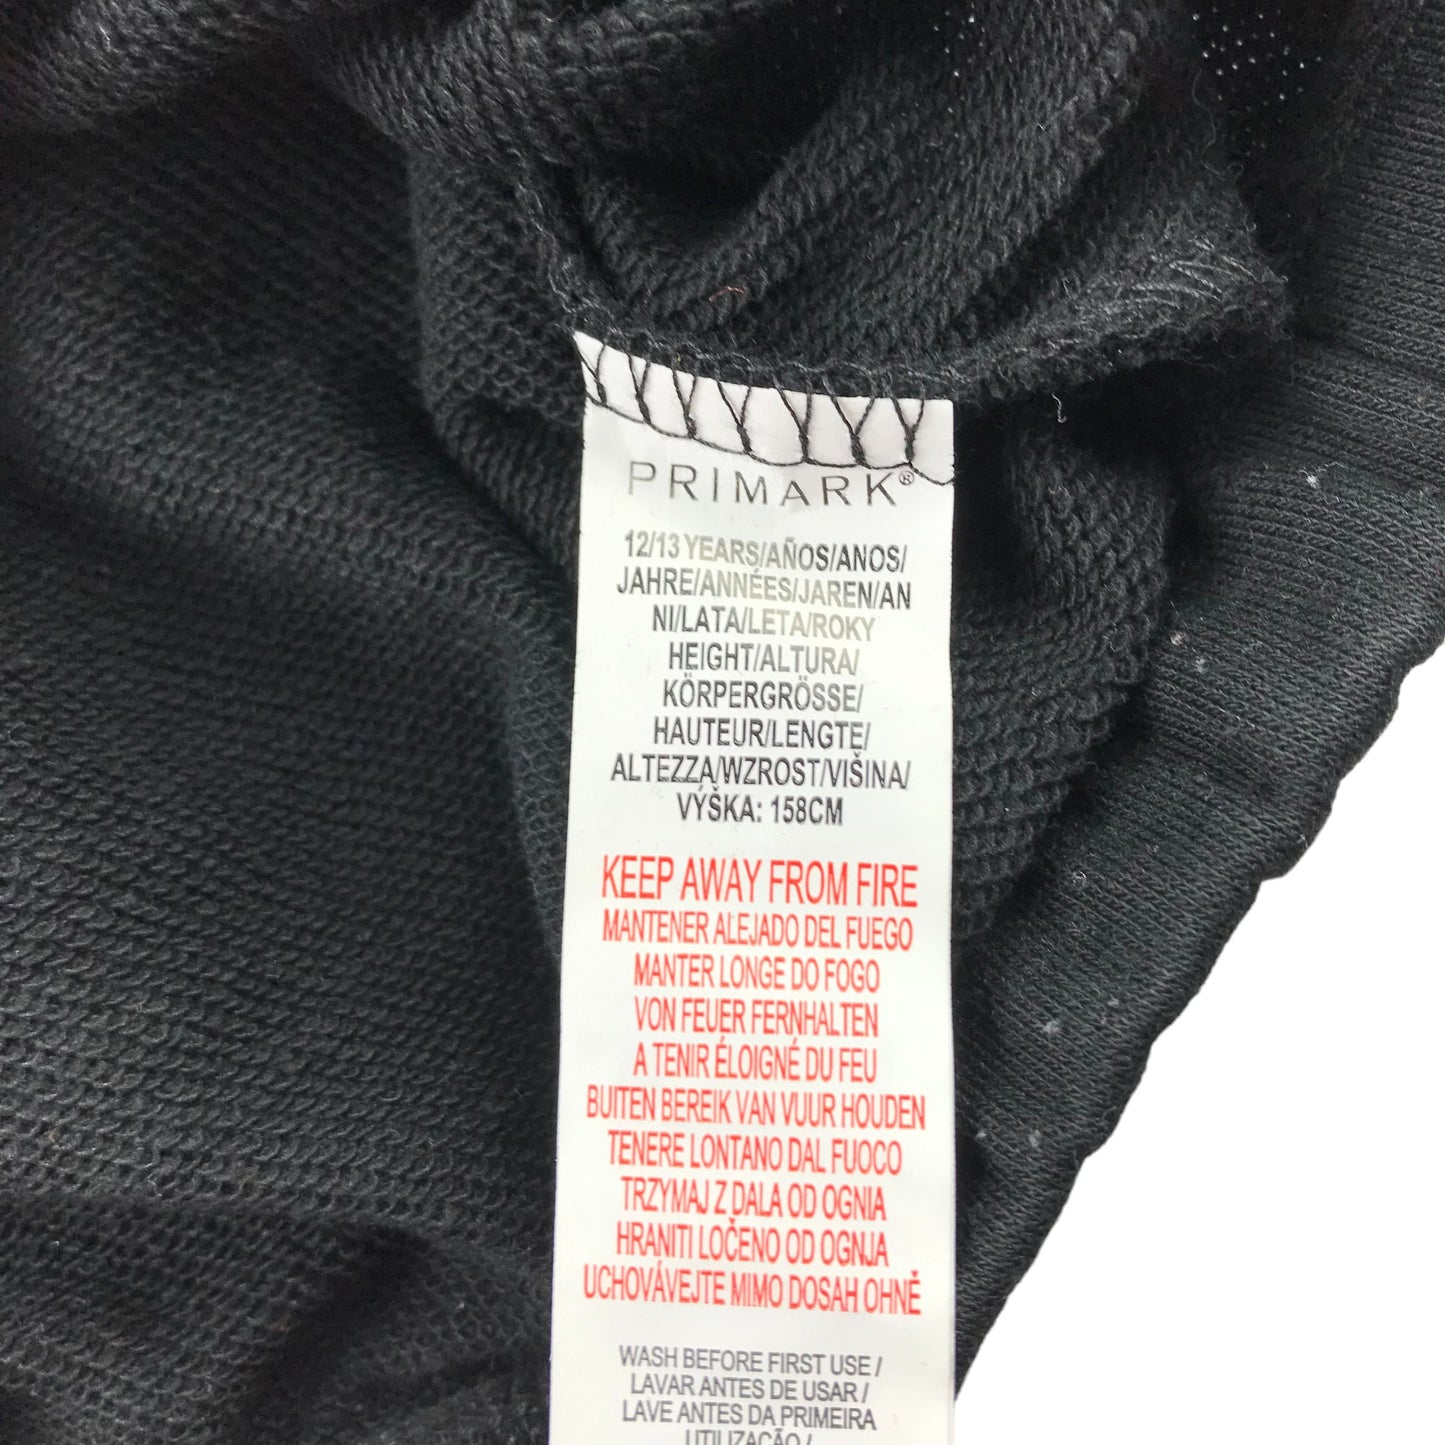 PRIMARK®
12/13 YEARS/AÑOS/ANOS/
JAHRE/ANNÉES/JAREN/AN
NI/LATA/LETA/ROKY
HEIGHT/ALTURA/
KÖRPERGRÖSSE/
HAUTEUR/LENGTE/
ALTEZZA/WZROST/VIŠINA/
VÝŠKA: 158CM
KEEP AWAY FROM FIRE
MANTENER ALEJADO DEL FUEGO
MANTER LONGE DO FOGO
VON FEUER FERNHALTEN
A TENIR ÉLOIGNÉ DU FEU
BUITEN BEREIK VAN VUUR HOUDEN
TENERE LONTANO DAL FUOCO
TRZYMAJ Z DALA OD OGNIA
HRANITI LOČENO OD OGNJA
UCHOVÁVEJTE MIMO DOSAH OHNĚ
WASH BEFORE FIRST USE /
LAVAR ANTES DE USAR /
LAVE ANTES DA PRIMEIRA
UTILIZAÇÃO /